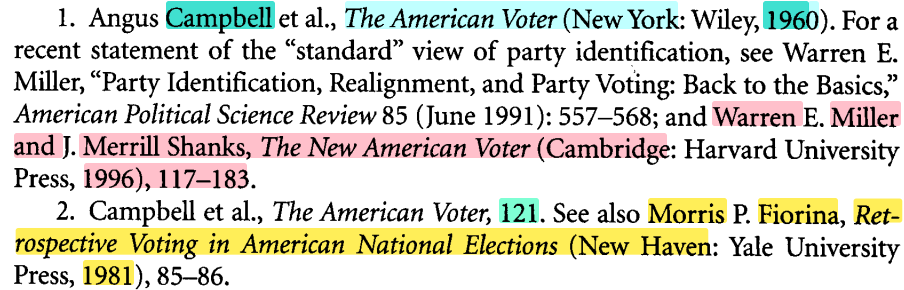 1. Angus Campbell et al., The American Voter (New York: Wiley, 1960). For a
recent statement of the “standard” view of party identification, see Warren E.
Miller, “Party Identification, Realignment, and Party Voting: Back to the Basics,”
American Political Science Review 85 (June 1991): 557–568; and Warren E. Miller
and J. Merrill Shanks, The New American Voter (Cambridge: Harvard University
Press, 1996), 117–183.
2. Campbell et al., The American Voter, 121. See also Morris P. Fiorina, Ret-
rospective Voting in American National Elections (New Haven: Yale University
Press, 1981), 85–86.